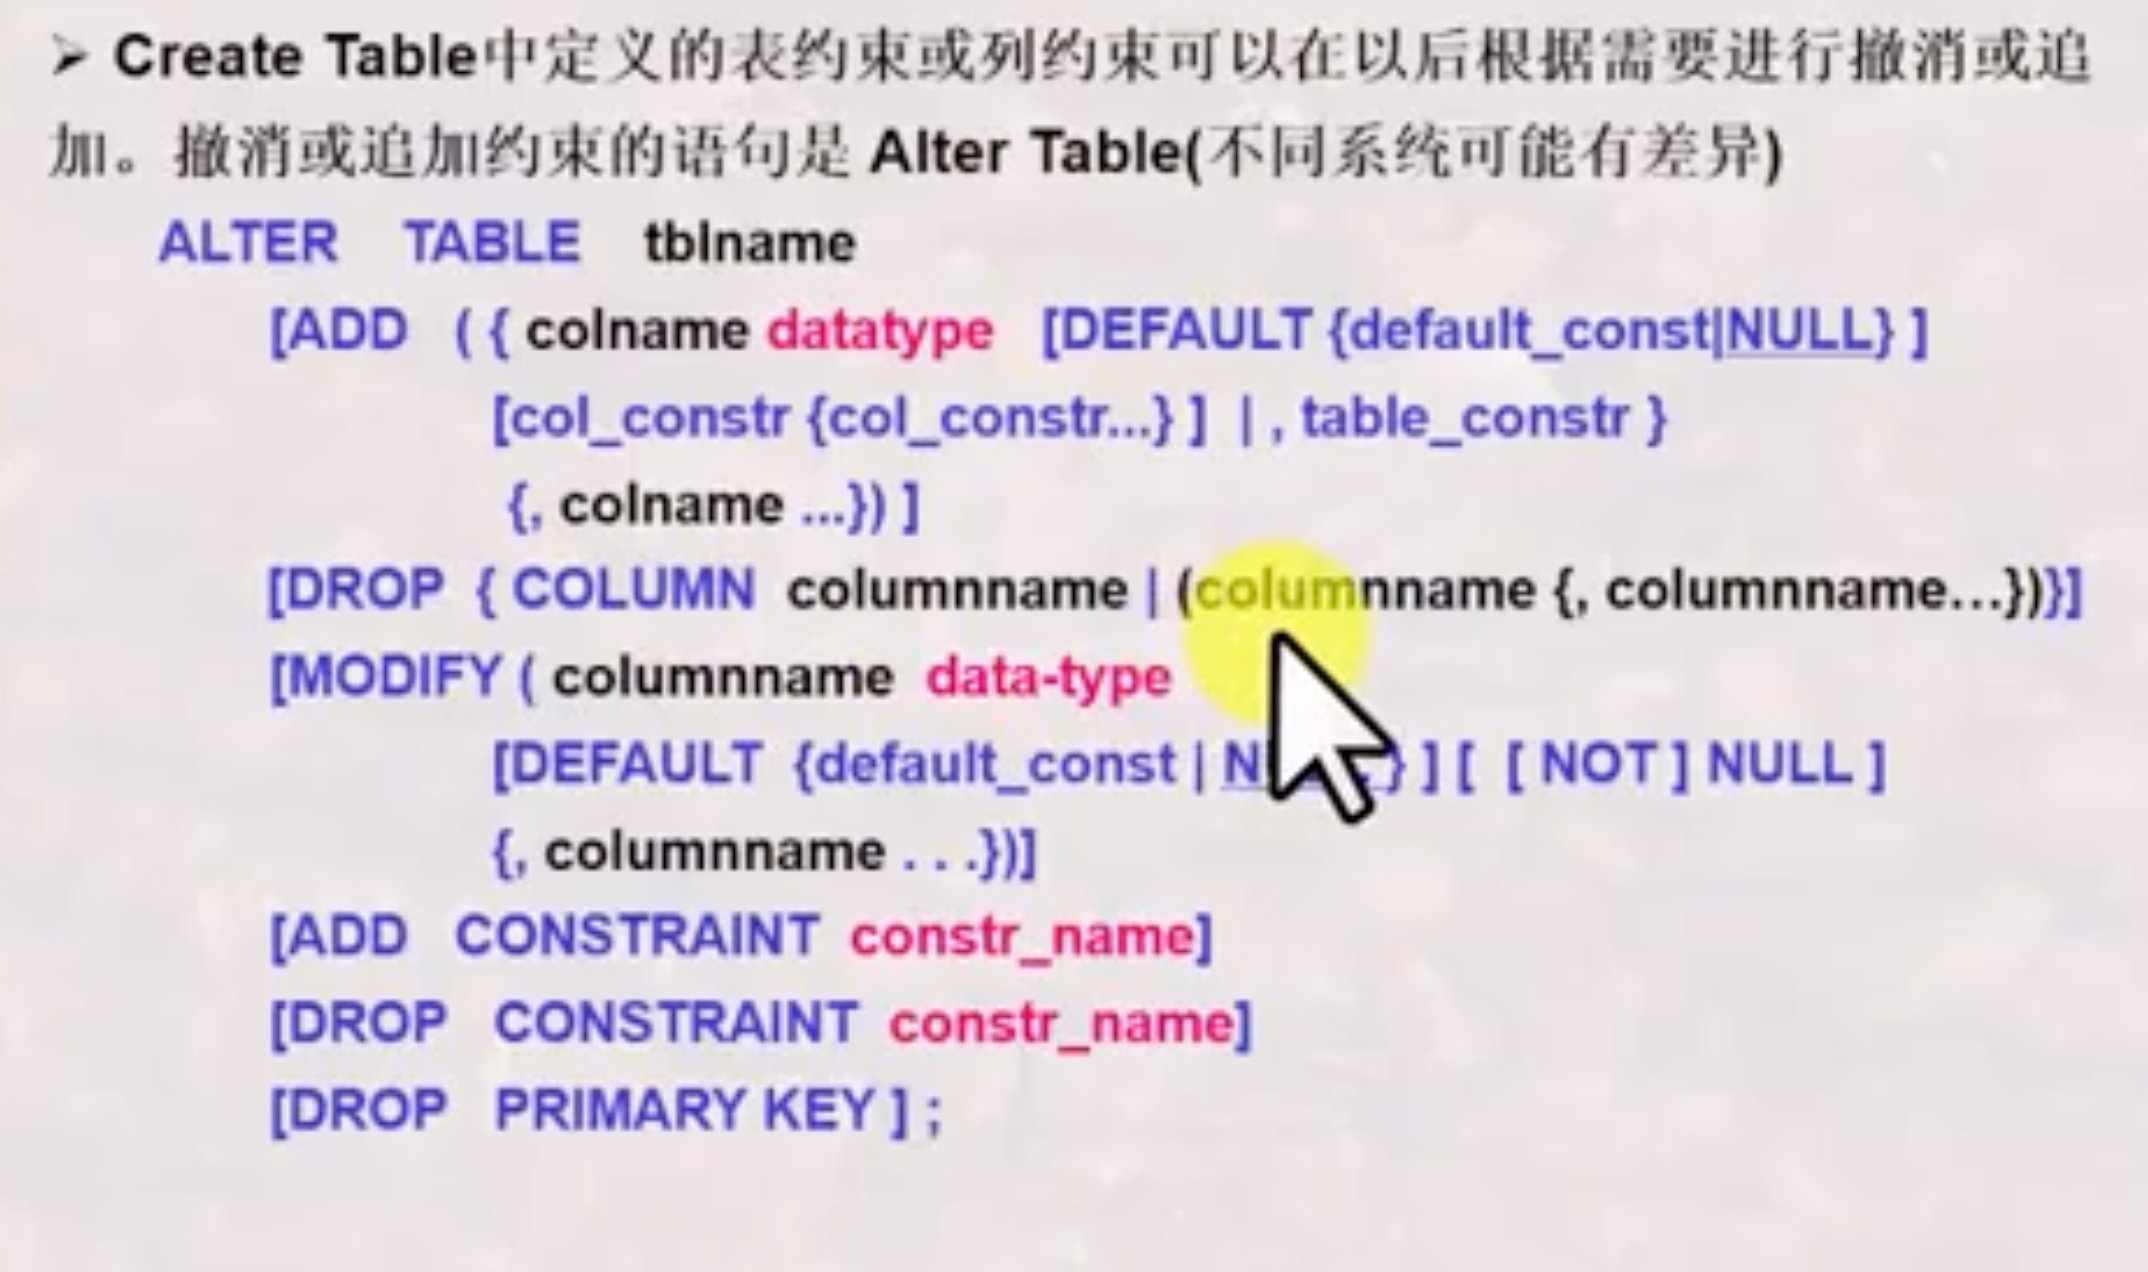 ➢ Create Table中定义的表约束或列约束可以在以后根据需要进行撤消或追
加。撤消或追加约束的语句是 Alter Table(不同系统可能有差异)
ALTER TABLE tblname
[ADD ( { colname datatype [DEFAULT {default_const|NULL} ]
[col_constr {col_constr...} ] | , table_constr }
{, colname ...}) ]
[DROP { COLUMN columnname | (columnname {, columnname...})}]
[MODIFY ( columnname data-type
[DEFAULT {default_const | } ] [ [ NOT ] NULL ]
{, columnname . . .})]
[ADD CONSTRAINT constr_name]
[DROP CONSTRAINT constr_name]
[DROP PRIMARY KEY ] ;